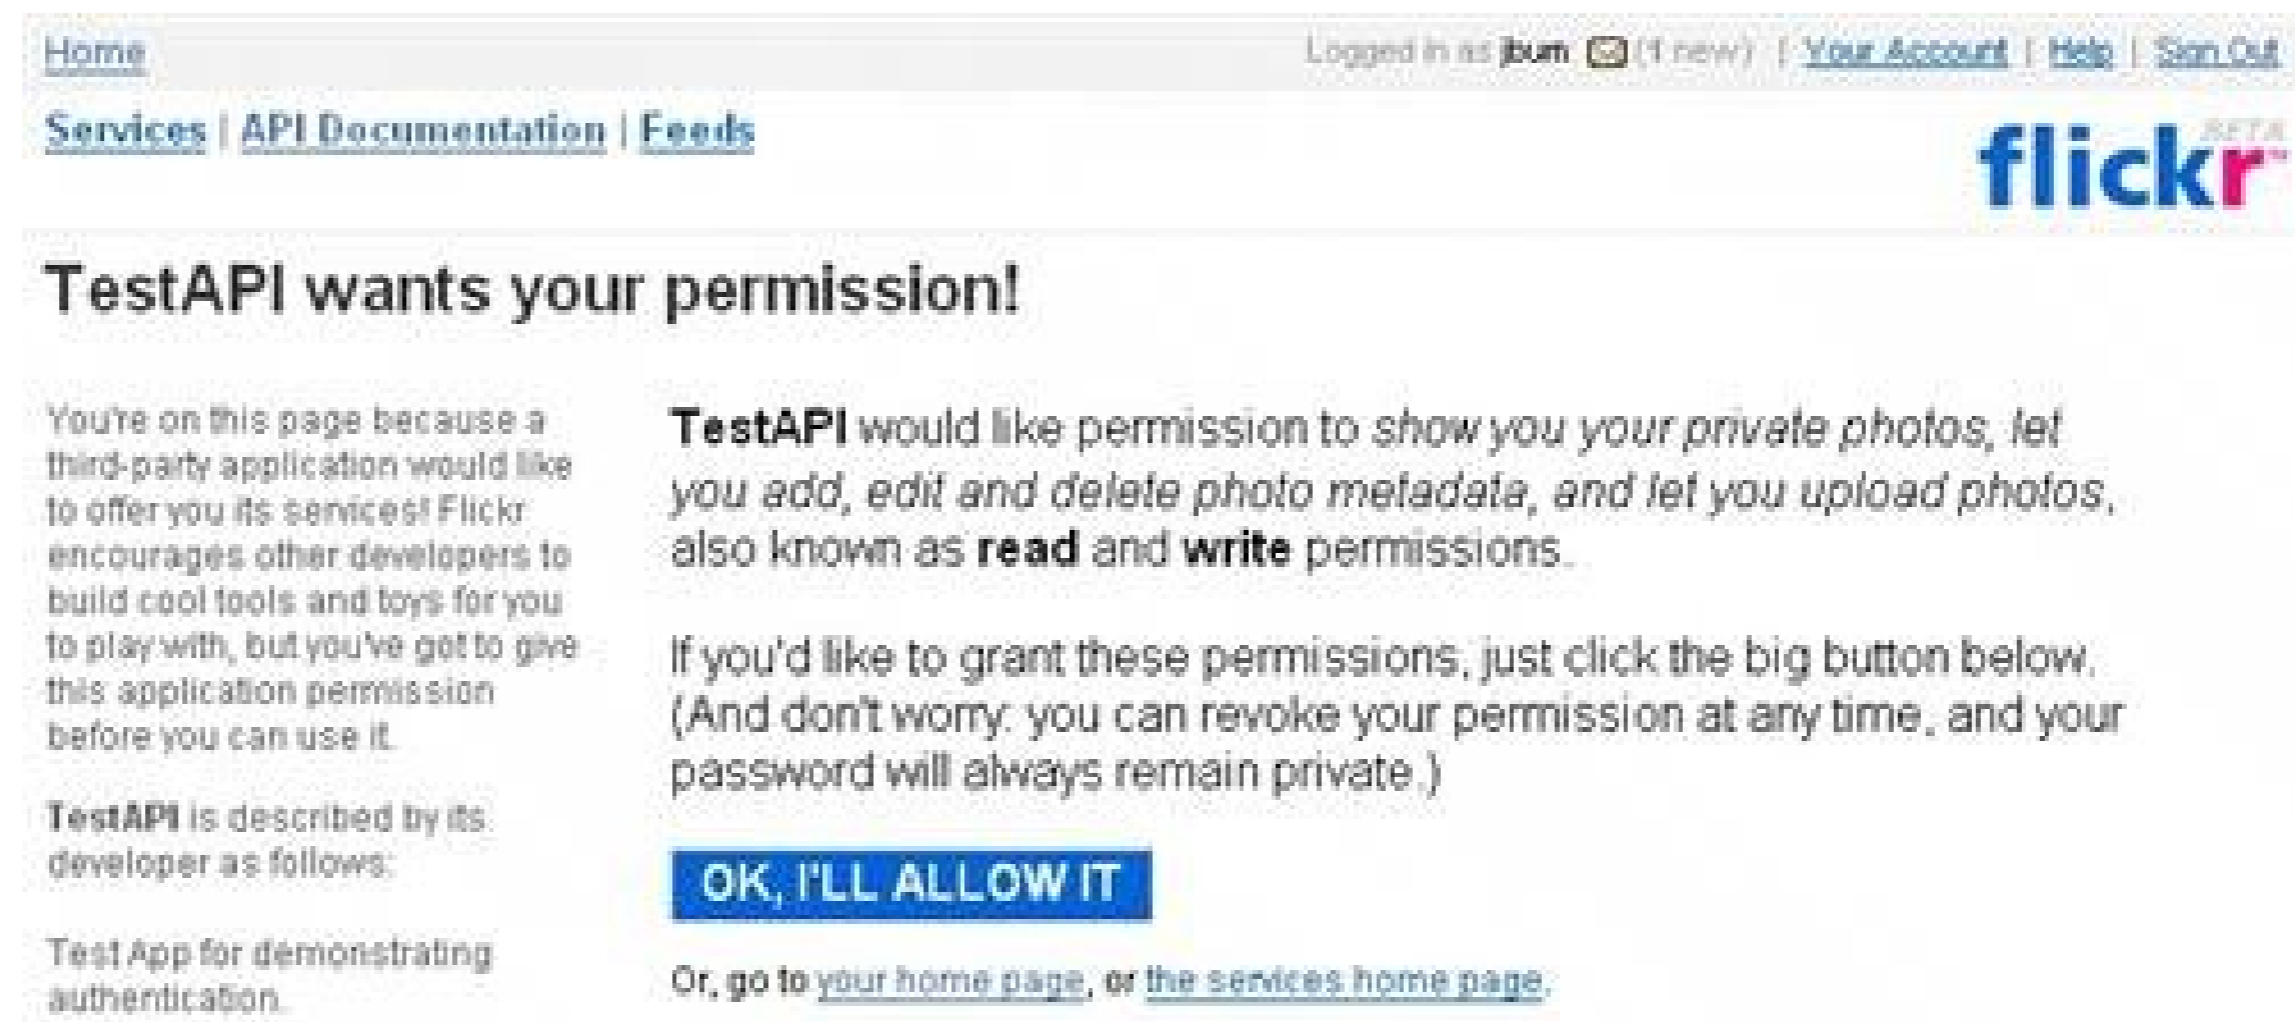 Home
Logged in as jbum (1 new) | Your Account | Help | Sign Out
Services | API Documentation | Feeds
flickr BETA
TestAPI wants your permission!
You're on this page because a
third-party application would like
to offer you its services! Flickr
encourages other developers to
build cool tools and toys for you
to play with, but you've got to give
this application permission
before you can use it.
TestAPI is described by its
developer as follows:
Test App for demonstrating
authentication.
TestAPI would like permission to show you your private photos, let
you add, edit and delete photo metadata, and let you upload photos,
also known as read and write permissions.
If you'd like to grant these permissions, just click the big button below.
(And don't worry: you can revoke your permission at any time, and your
password will always remain private.)
OK, I'LL ALLOW IT
Or, go to your home page, or the services home page.